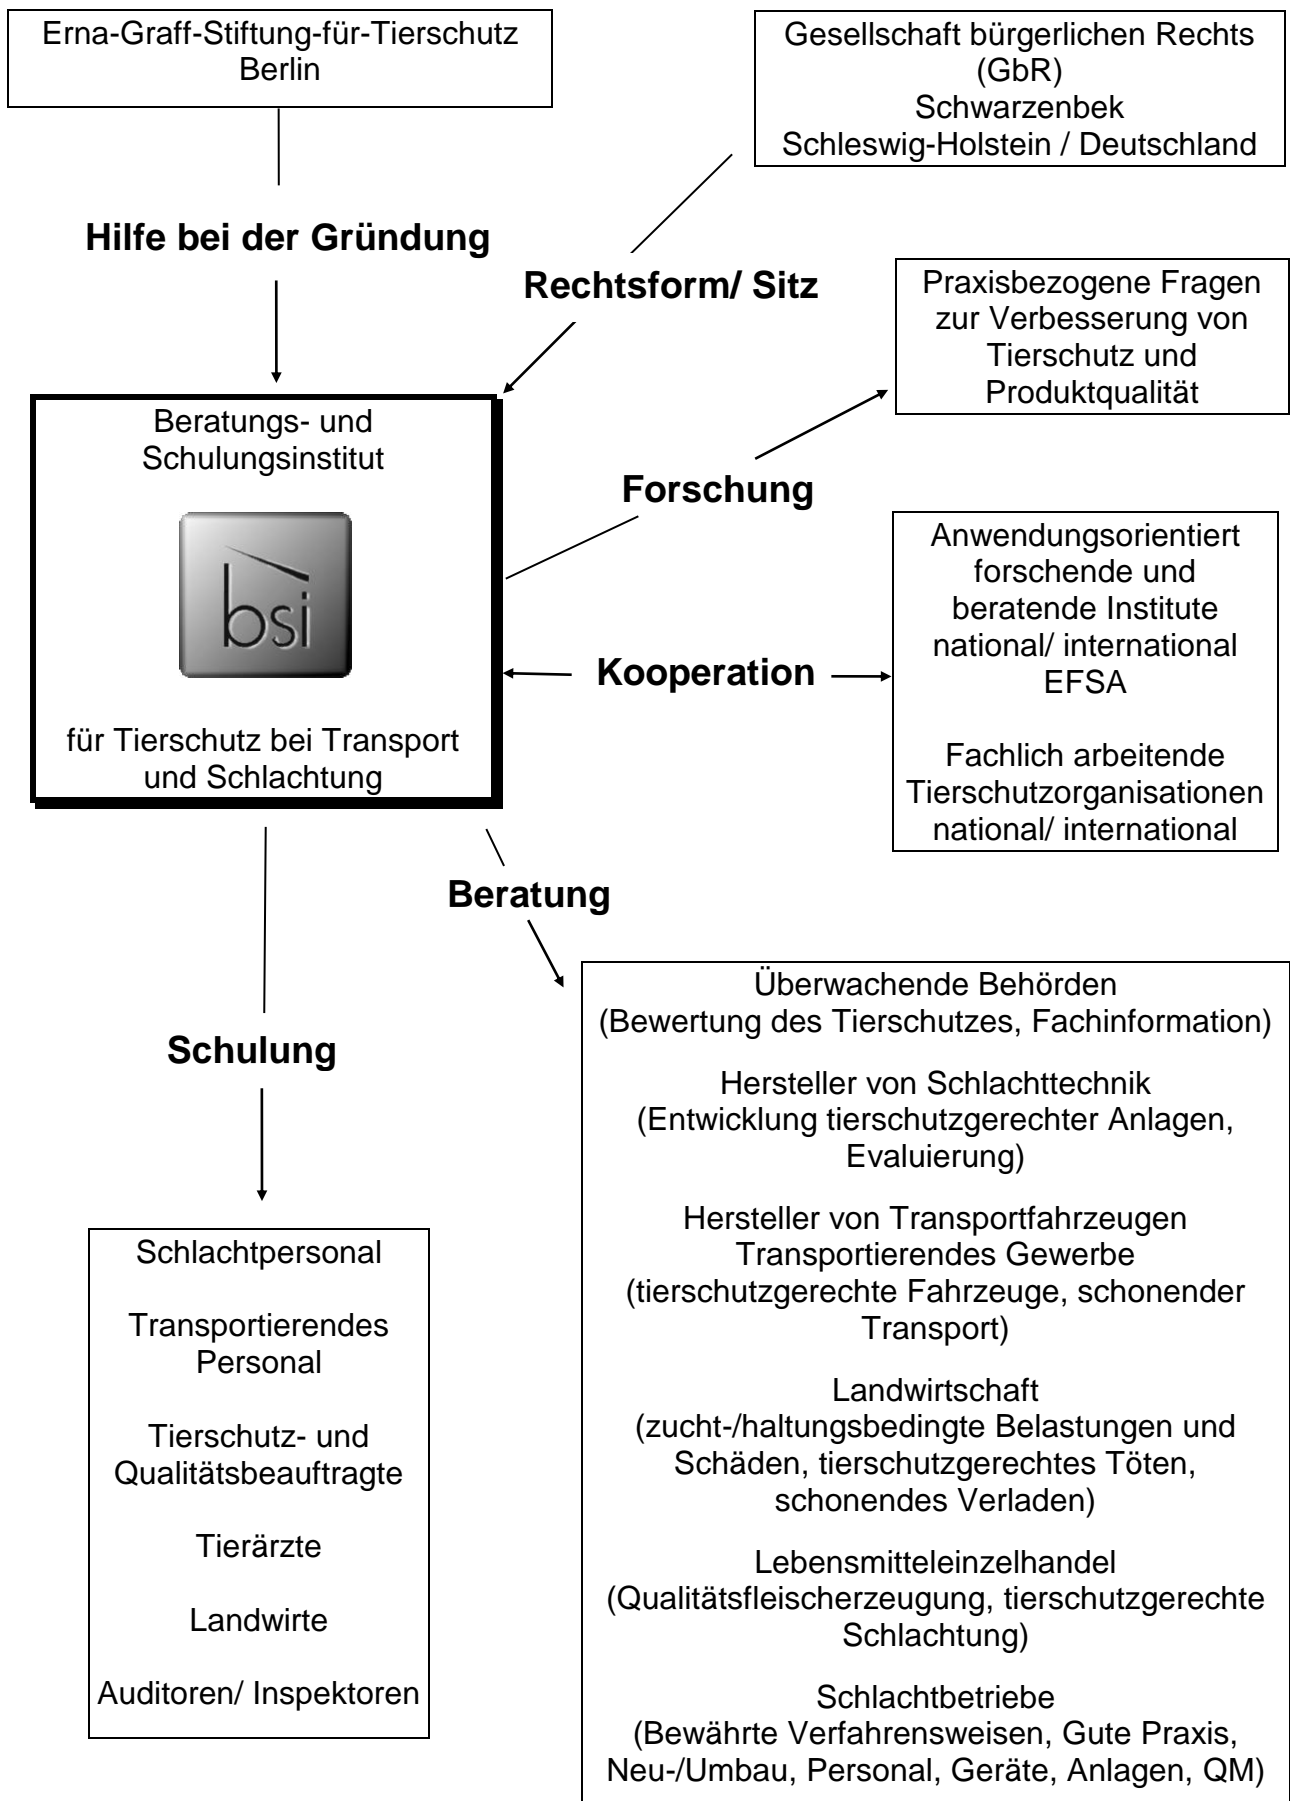 Erna-Graff-Stiftung-für-Tierschutz
Berlin
Gesellschaft bürgerlichen Rechts
(GbR)
Schwarzenbek
Schleswig-Holstein / Deutschland
Hilfe bei der Gründung
Rechtsform/ Sitz
Praxisbezogene Fragen
zur Verbesserung von
Tierschutz und
Produktqualität
Beratungs- und
Schulungsinstitut
bsi
für Tierschutz bei Transport
und Schlachtung
Forschung
Anwendungsorientiert
forschende und
beratende Institute
national/ international
EFSA
Fachlich arbeitende
Tierschutzorganisationen
national/ international
Kooperation
Beratung
Überwachende Behörden
(Bewertung des Tierschutzes, Fachinformation)
Hersteller von Schlachttechnik
(Entwicklung tierschutzgerechter Anlagen,
Evaluierung)
Hersteller von Transportfahrzeugen
Transportierendes Gewerbe
(tierschutzgerechte Fahrzeuge, schonender
Transport)
Landwirtschaft
(zucht-/haltungsbedingte Belastungen und
Schäden, tierschutzgerechtes Töten,
schonendes Verladen)
Lebensmitteleinzelhandel
(Qualitätsfleischerzeugung, tierschutzgerechte
Schlachtung)
Schlachtbetriebe
(Bewährte Verfahrensweisen, Gute Praxis,
Neu-/Umbau, Personal, Geräte, Anlagen, QM)
Schulung
Schlachtpersonal
Transportierendes
Personal
Tierschutz- und
Qualitätsbeauftragte
Tierärzte
Landwirte
Auditoren/ Inspektoren